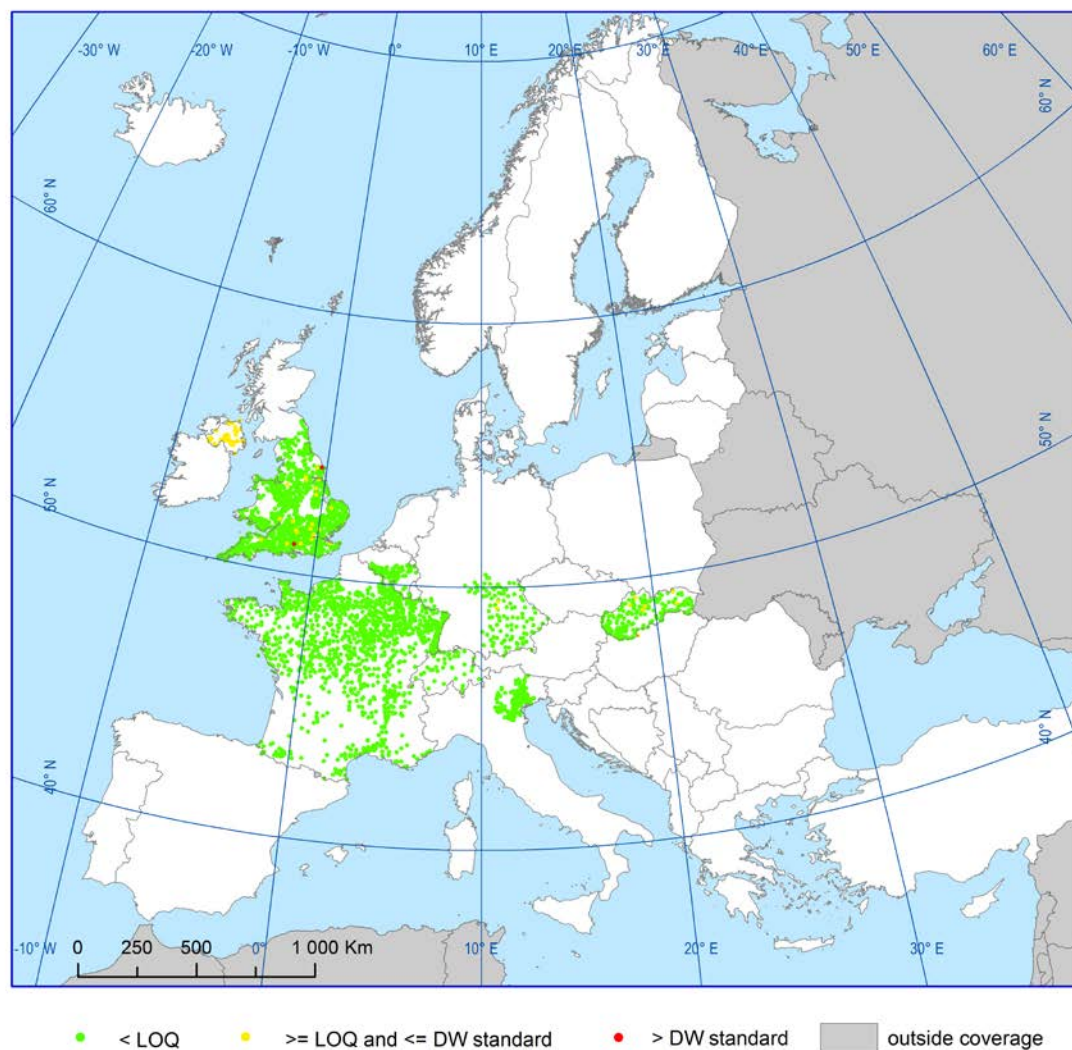 -30° W -20° W -10° W 0° 10° E 20° E 30° E 40° E 50° E 60° E
60° N
60° N
50° N
50° N
40° N
40° N
0 250 500 1 000 Km
-10° W 0° 10° E 20° E 30° E
< LOQ >= LOQ and <= DW standard > DW standard outside coverage